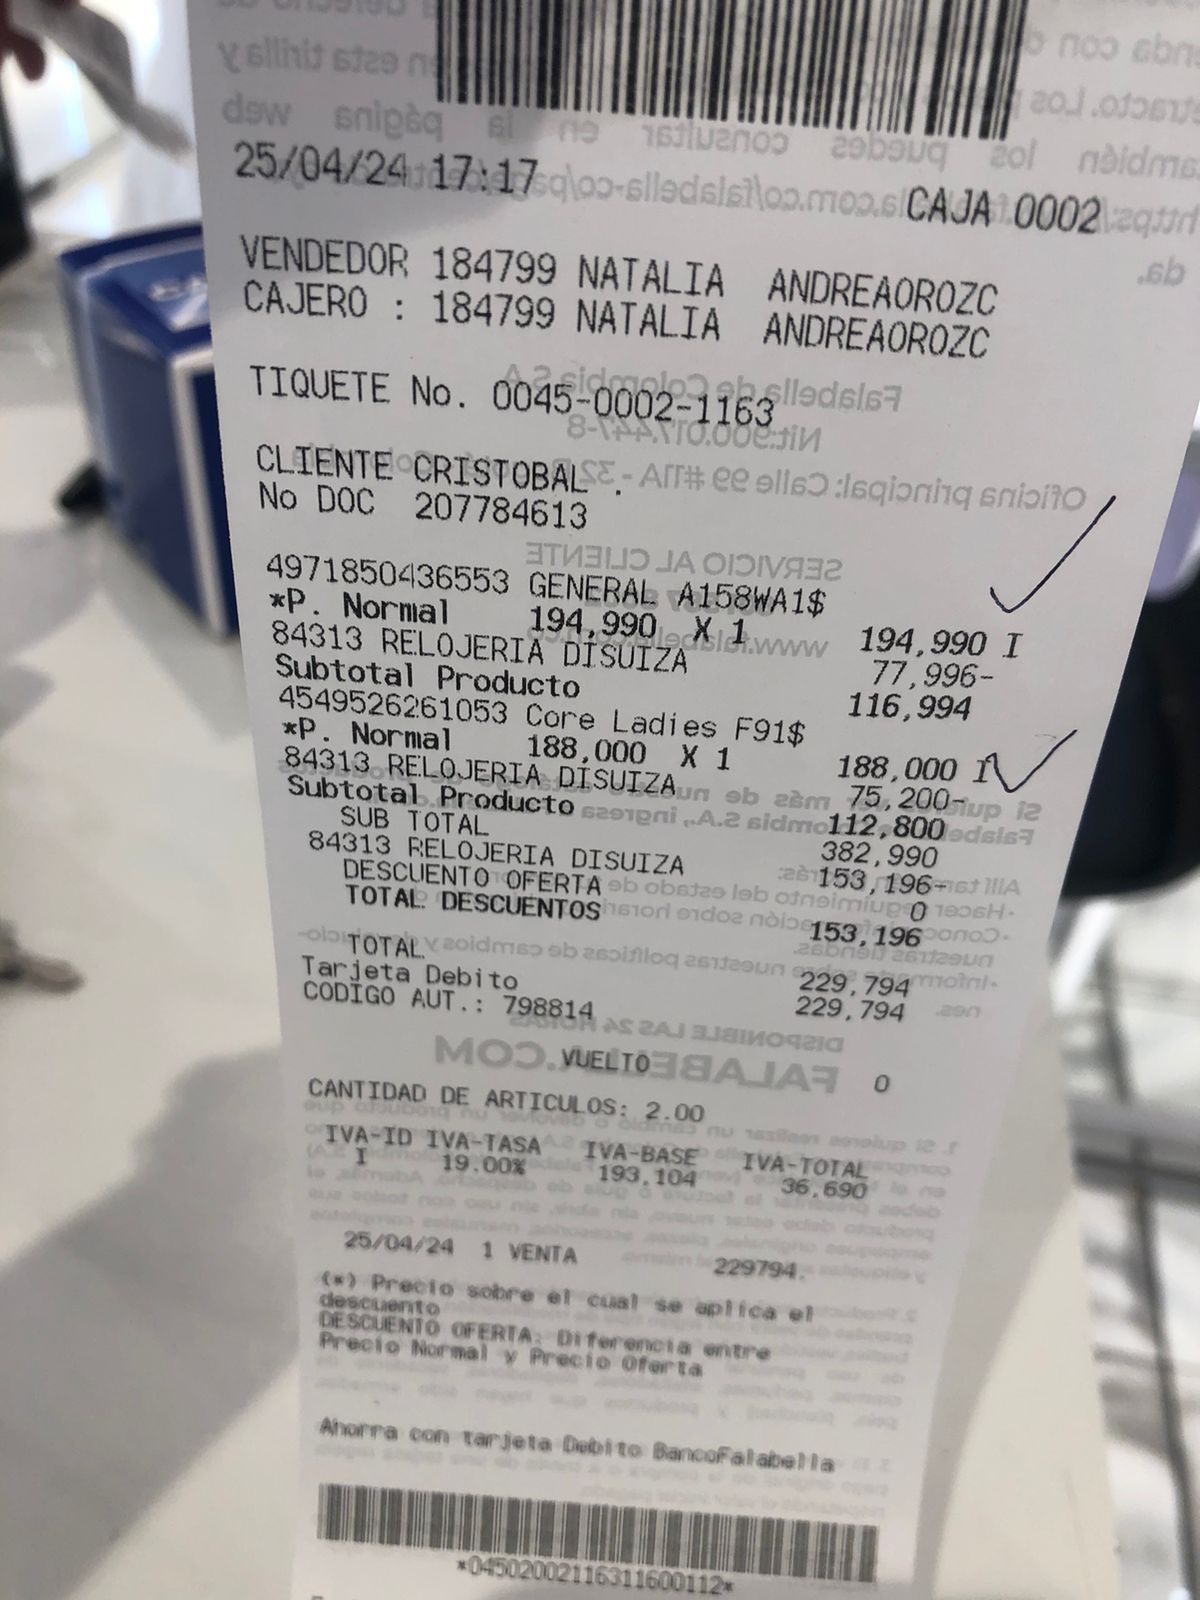 25/04/24 17:17
CAJA 0002
VENDEDOR 184799 NATALIA ANDREAOROZC
CAJERO : 184799 NATALIA ANDREAOROZC
TIQUETE No. 0045-0002-1163
CLIENTE CRISTOBAL .
No DOC 207784613
4971850436553 GENERAL A158WA1$
*P. Normal 194,990 X 1 194,990 I
84313 RELOJERIA DISUIZA 77,996-
Subtotal Producto 116,994
4549526261053 Core Ladies F91$
*P. Normal 188,000 X 1 188,000 I
84313 RELOJERIA DISUIZA 75,200-
Subtotal Producto 112,800
SUB TOTAL 382,990
84313 RELOJERIA DISUIZA 153,196-
DESCUENTO OFERTA 0
TOTAL DESCUENTOS 153,196
TOTAL 229,794
Tarjeta Debito 229,794
CODIGO AUT.: 798814
VUELTO 0
CANTIDAD DE ARTICULOS: 2.00
IVA-ID IVA-TASA IVA-BASE IVA-TOTAL
I 19.00% 193,104 36,690
25/04/24 1 VENTA 229794.
(*) Precio sobre el cual se aplica el
descuento
DESCUENTO OFERTA: Diferencia entre
Precio Normal y Precio Oferta
Ahorra con tarjeta Debito BancoFalabella
*04502002116311600112*